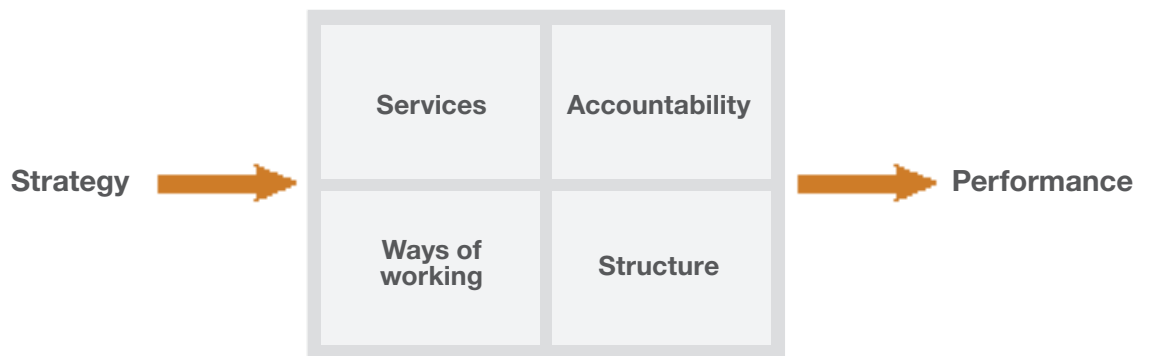 Services
Accountability
Strategy
Performance
Ways of
working
Structure